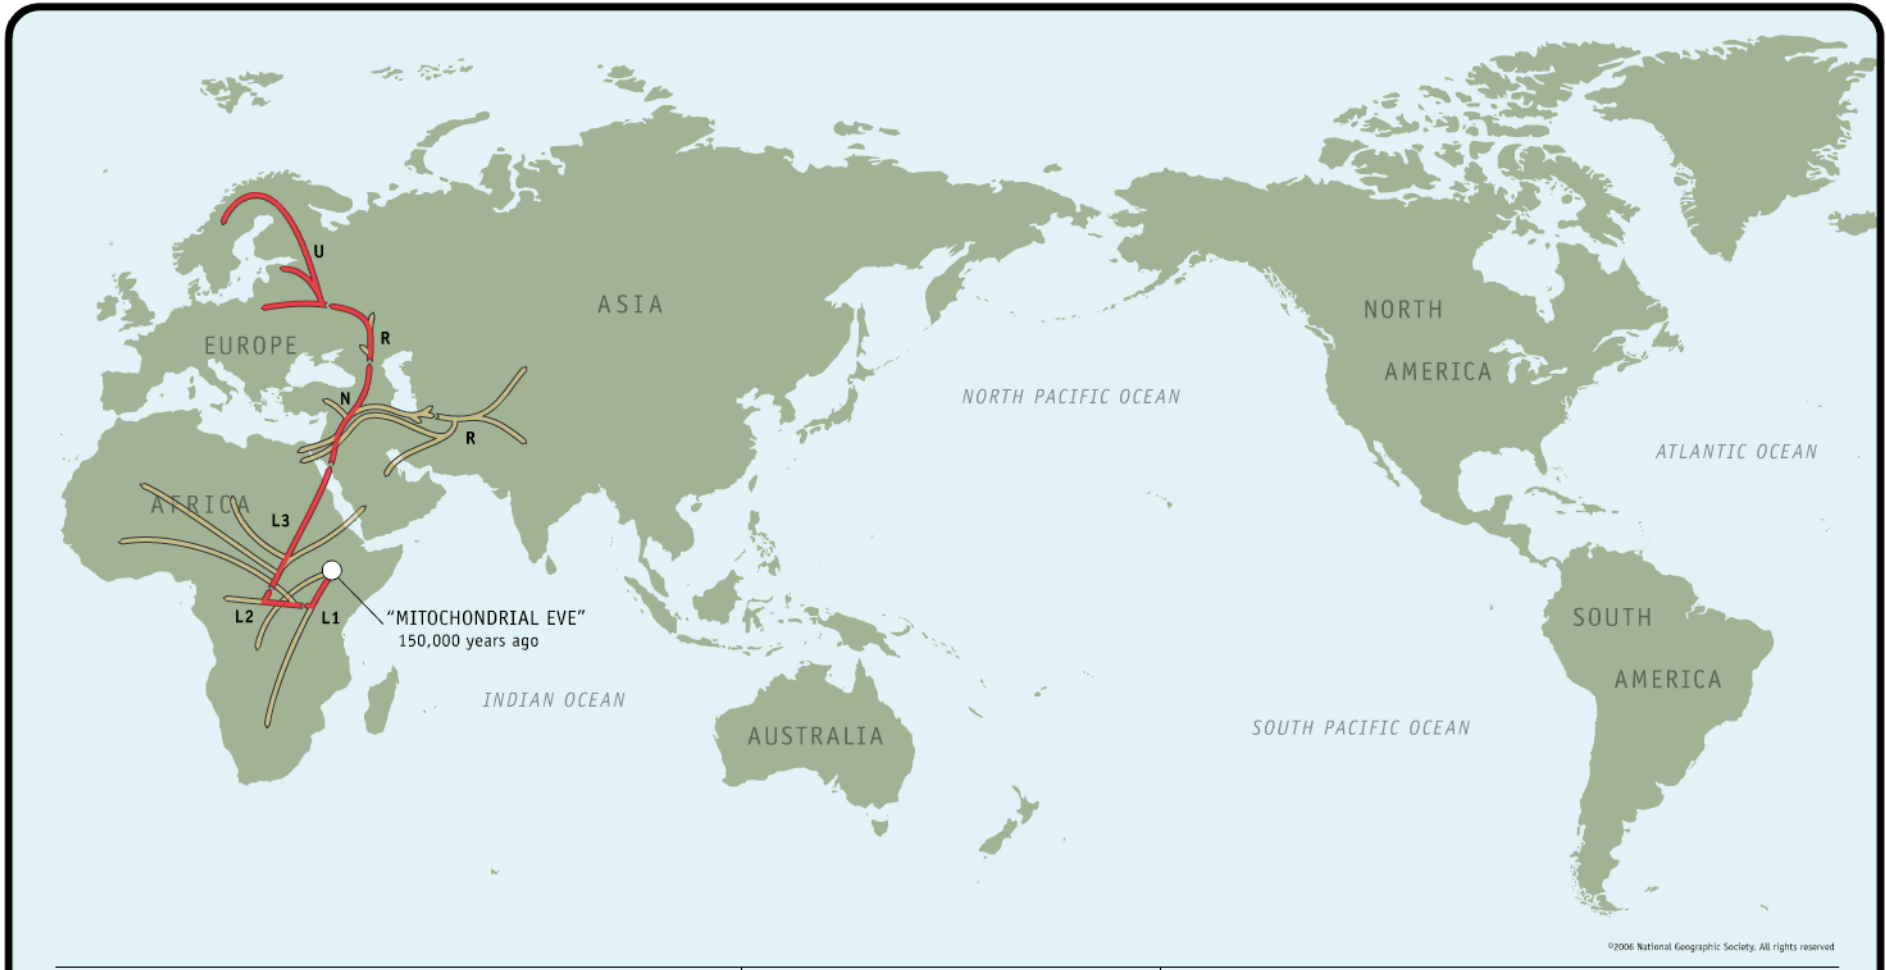 U
ASIA
NORTH
AMERICA
EUROPE
R
N
R
NORTH PACIFIC OCEAN
ATLANTIC OCEAN
AFRICA
L3
L2
L1
"MITOCHONDRIAL EVE"
150,000 years ago
INDIAN OCEAN
AUSTRALIA
SOUTH
AMERICA
SOUTH PACIFIC OCEAN
©2006 National Geographic Society. All rights reserved